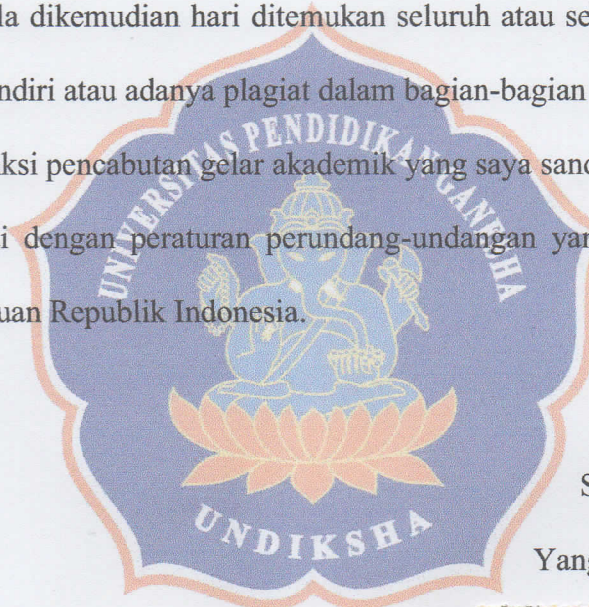 la dikemudian hari ditemukan seluruh atau se
ndiri atau adanya plagiat dalam bagian-bagian
ksi pencabutan gelar akademik yang saya sand
i dengan peraturan perundang-undangan yan
uan Republik Indonesia.
UNIVERSITAS PENDIDIKAN GANESHA
UNDIKSHA
S
Yang